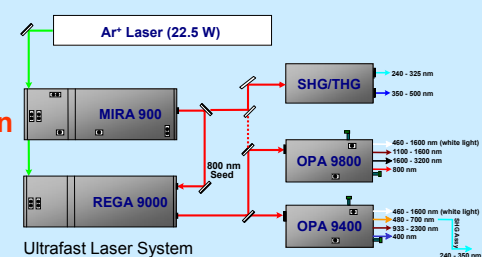 Ar⁺ Laser (22.5 W)
MIRA 900
n
800 nm
Seed
REGA 9000
Ultrafast Laser System
SHG/THG
240 - 325 nm
350 - 500 nm
OPA 9800
460 - 1600 nm (white light)
1100 - 1600 nm
1600 - 3200 nm
800 nm
OPA 9400
460 - 1600 nm (white light)
480 - 700 nm
933 - 2300 nm
400 nm
SHG Assy
240 - 350 nm